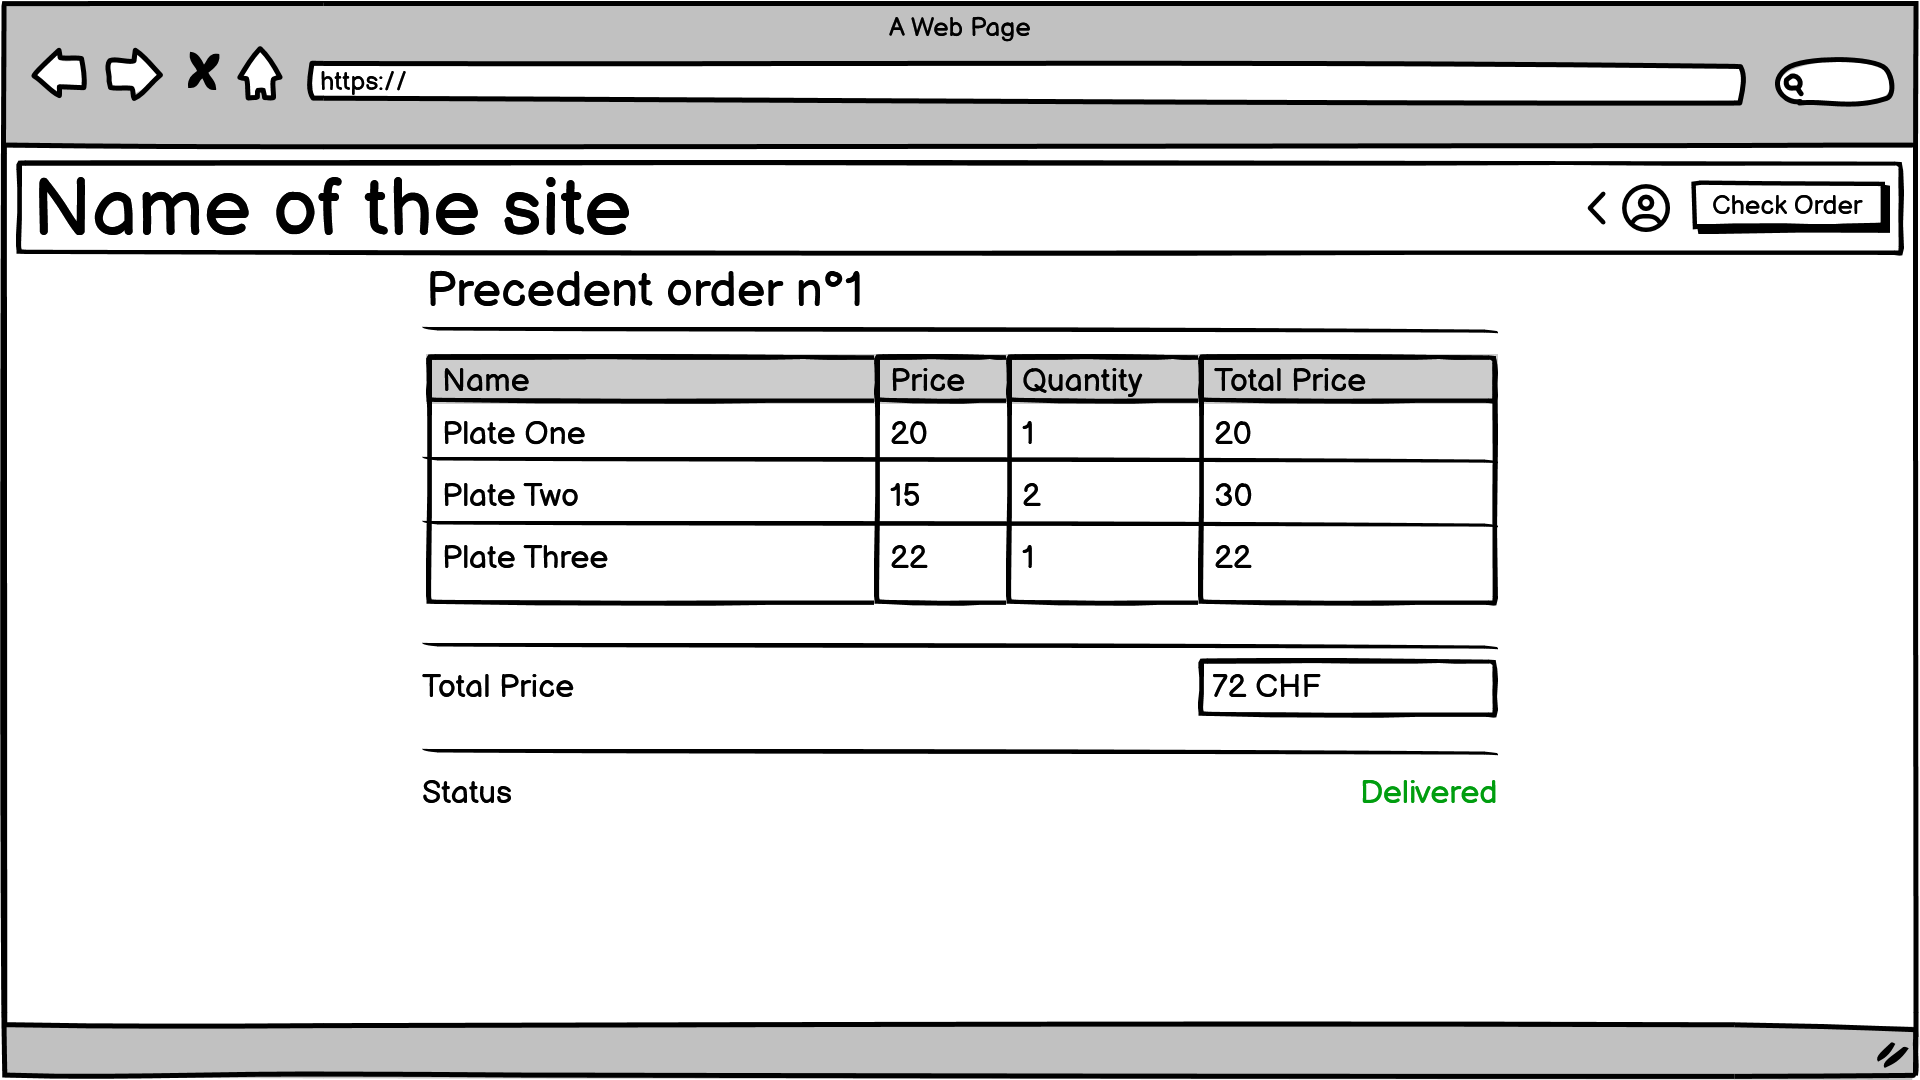 A Web Page
https://
Name of the site
Check Order
Precedent order n°1
Name Price Quantity Total Price
Plate One 20 1 20
Plate Two 15 2 30
Plate Three 22 1 22
Total Price 72 CHF
Status Delivered